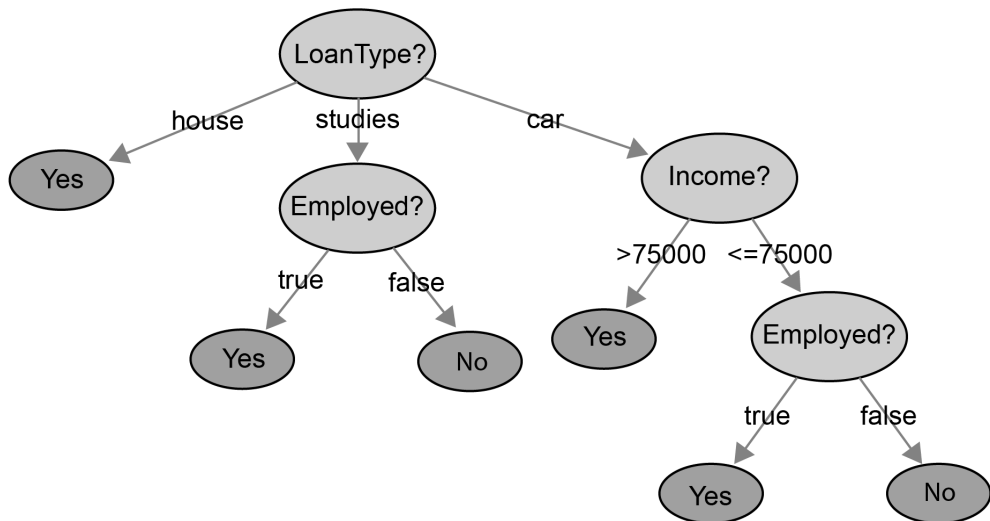 LoanType?
house
studies
car
Yes
Employed?
Income?
true
false
>75000
<=75000
Yes
No
Yes
Employed?
true
false
Yes
No